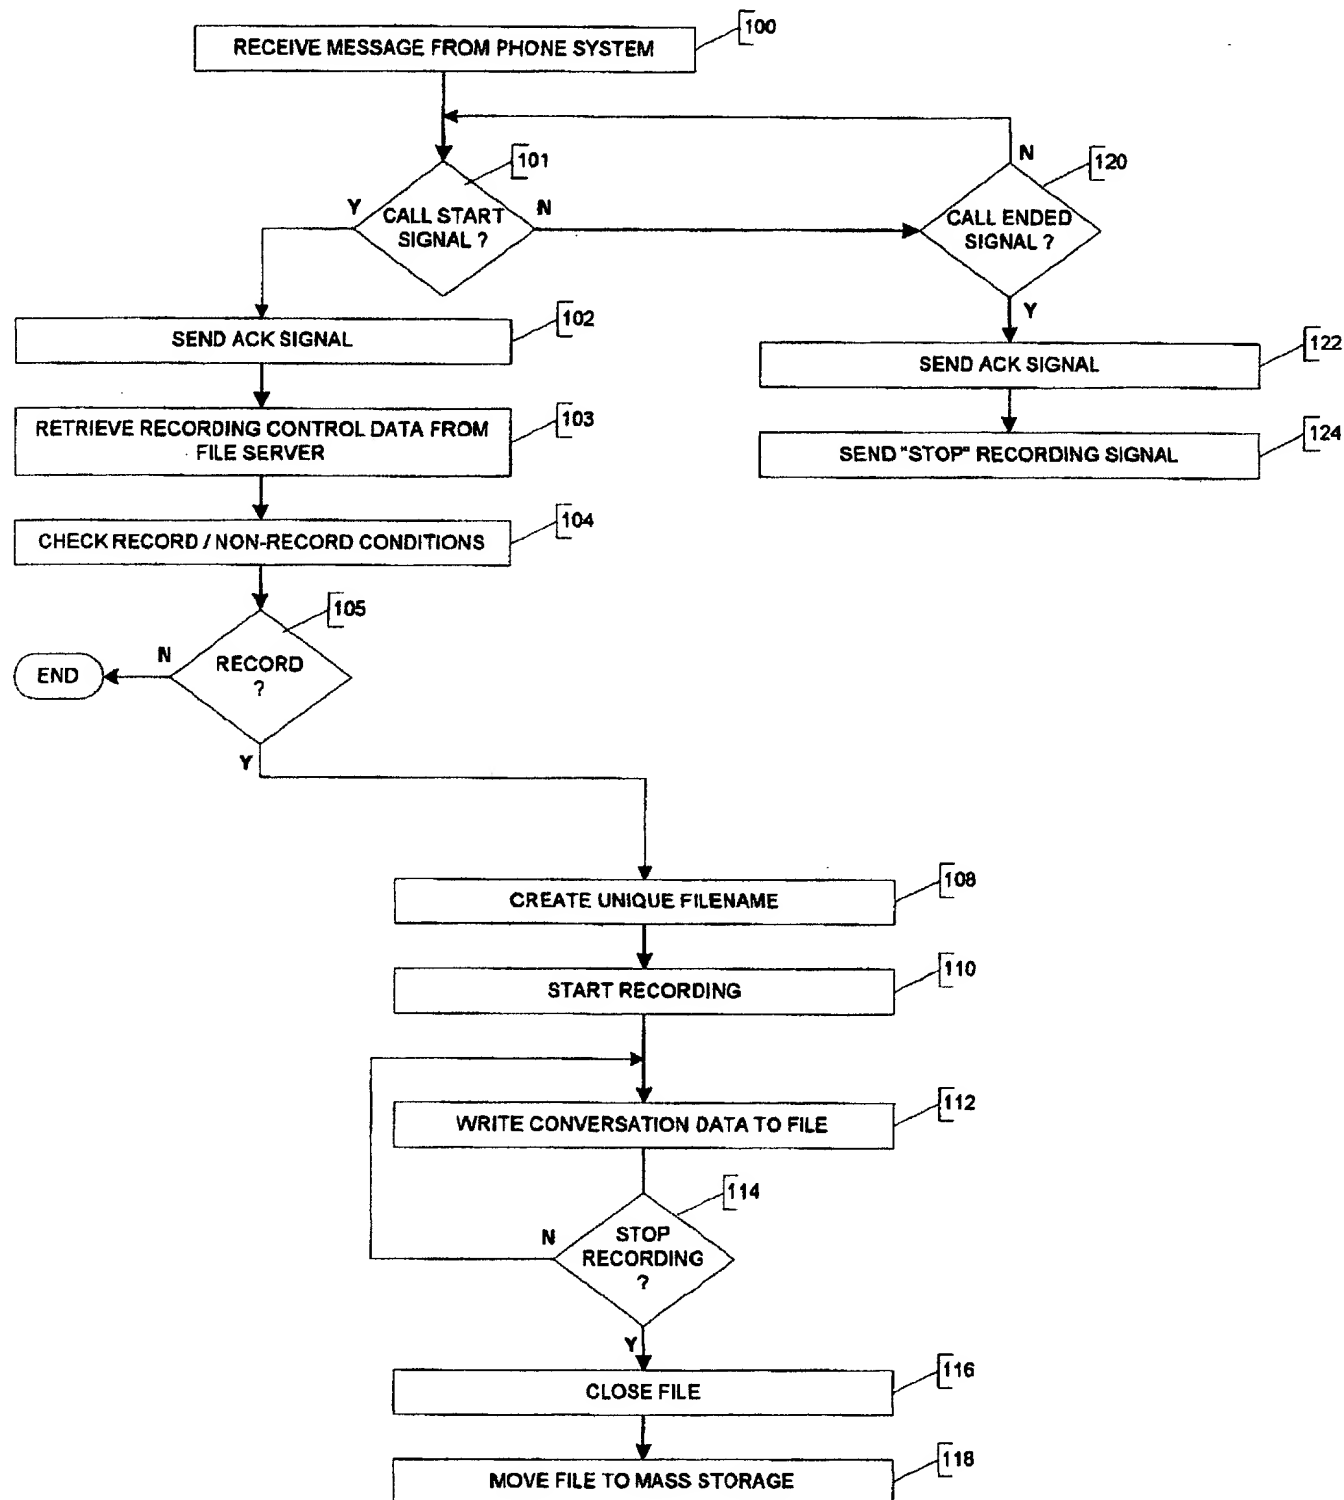 100
RECEIVE MESSAGE FROM PHONE SYSTEM
101
Y
CALL START
SIGNAL ?
N
N
120
CALL ENDED
SIGNAL ?
Y
102
SEND ACK SIGNAL
122
SEND ACK SIGNAL
103
RETRIEVE RECORDING CONTROL DATA FROM
FILE SERVER
124
SEND "STOP" RECORDING SIGNAL
104
CHECK RECORD / NON-RECORD CONDITIONS
105
RECORD
?
N
END
Y
108
CREATE UNIQUE FILENAME
110
START RECORDING
112
WRITE CONVERSATION DATA TO FILE
114
STOP
RECORDING
?
N
Y
116
CLOSE FILE
118
MOVE FILE TO MASS STORAGE